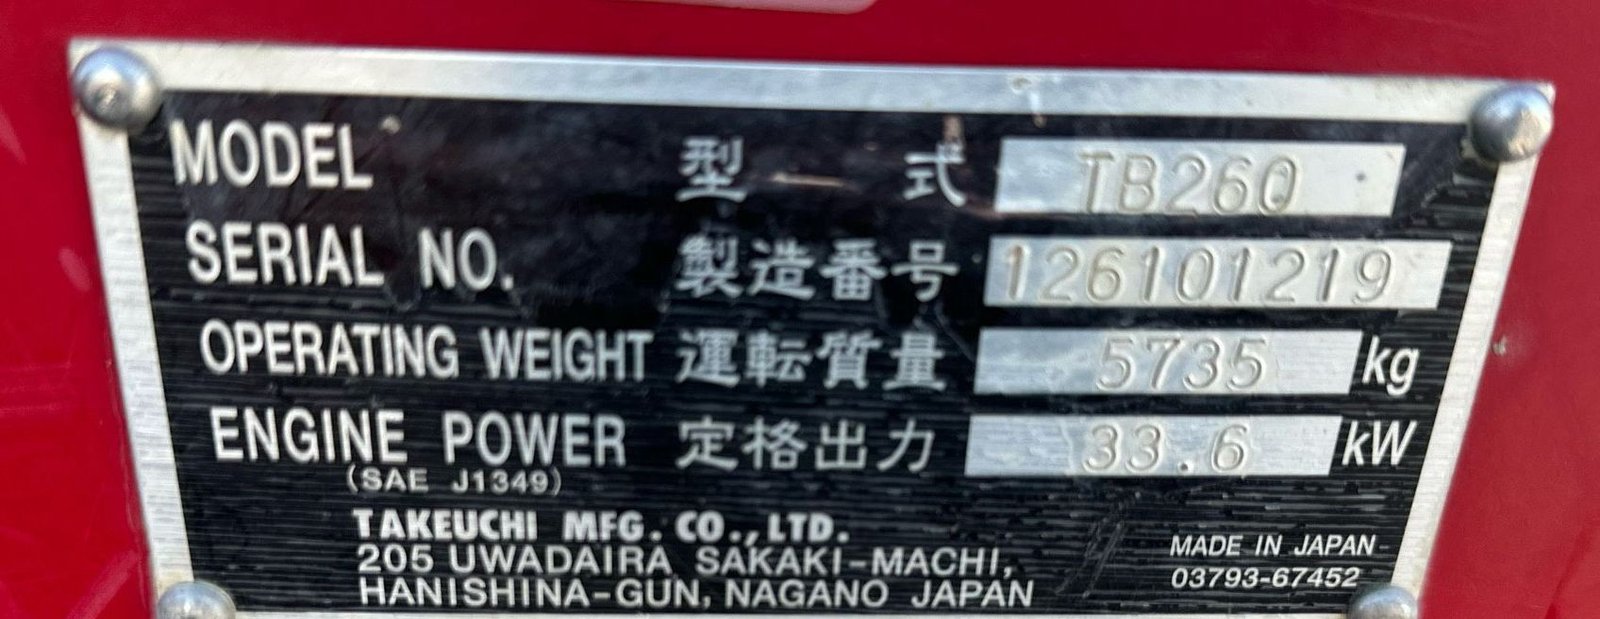 MODEL 型式 TB260
SERIAL NO. 製造番号 126101219
OPERATING WEIGHT 運転質量 5735 kg
ENGINE POWER 定格出力 33.6 kW
(SAE J1349)
TAKEUCHI MFG. CO., LTD.
205 UWADAIRA SAKAKI-MACHI,
HANISHINA-GUN, NAGANO JAPAN
MADE IN JAPAN
03793-67452